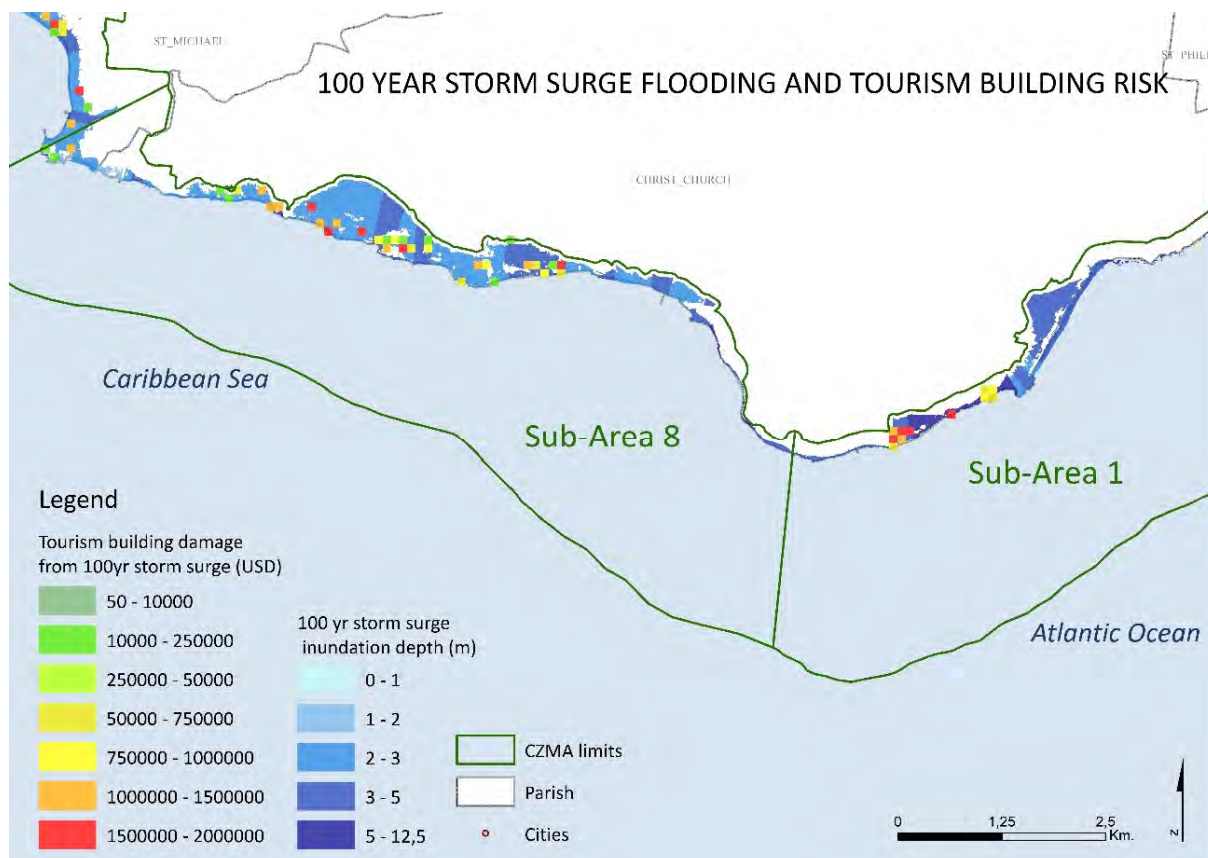 ST_MICHAEL
ST_PHILI
100 YEAR STORM SURGE FLOODING AND TOURISM BUILDING RISK
CHRIST_CHURCH
Caribbean Sea
Sub-Area 8
Sub-Area 1
Atlantic Ocean
Legend
Tourism building damage
from 100yr storm surge (USD)
50 - 10000
10000 - 250000
250000 - 50000
50000 - 750000
750000 - 1000000
1000000 - 1500000
1500000 - 2000000
100 yr storm surge
inundation depth (m)
0 - 1
1 - 2
2 - 3
3 - 5
5 - 12,5
CZMA limits
Parish
Cities
0 1,25 2,5
Km.
N